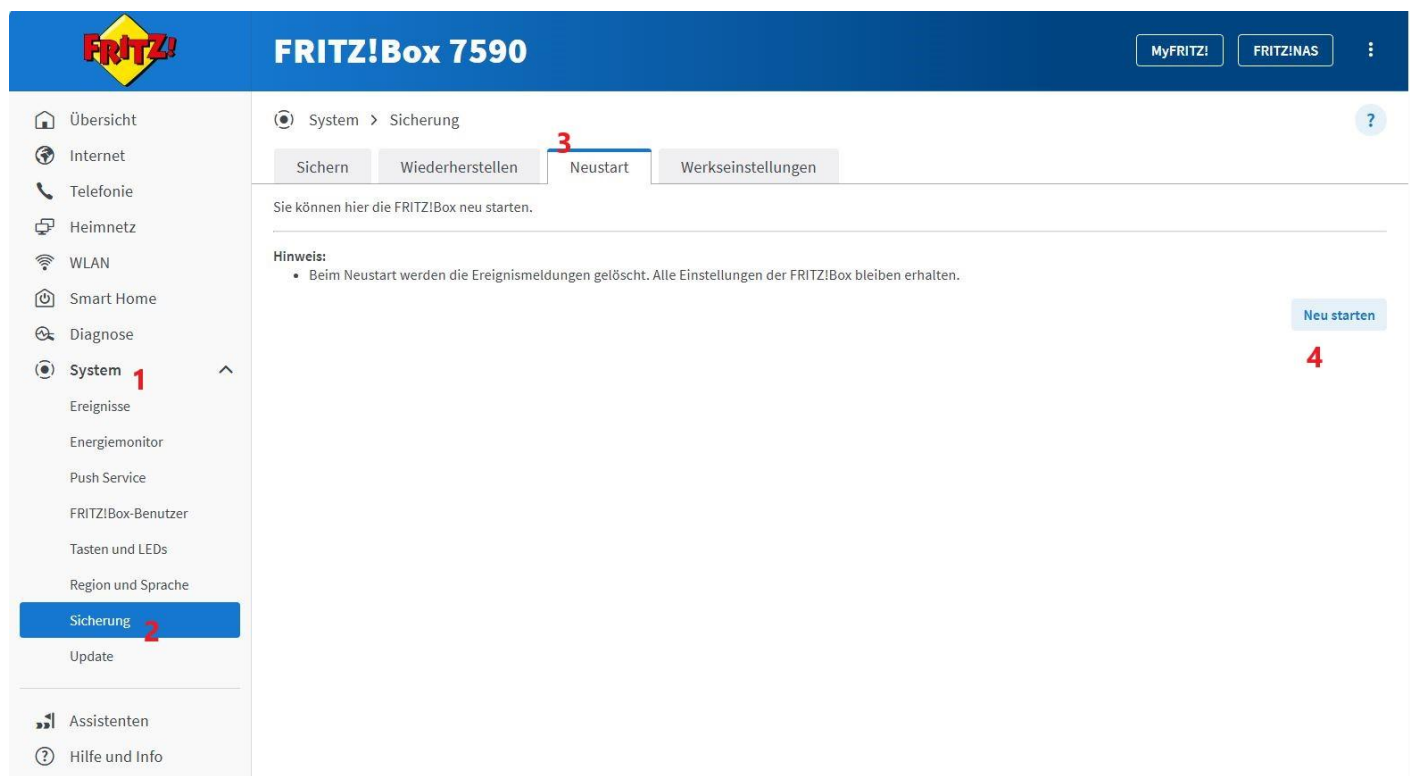 FRITZ!
FRITZ!Box 7590
MyFRITZ!
FRITZ!NAS
Übersicht
Internet
Telefonie
Heimnetz
WLAN
Smart Home
Diagnose
System 1
Ereignisse
Energiemonitor
Push Service
FRITZ!Box-Benutzer
Tasten und LEDs
Region und Sprache
Sicherung 2
Update
Assistenten
Hilfe und Info
System > Sicherung
?
3
Sichern
Wiederherstellen
Neustart
Werkseinstellungen
Sie können hier die FRITZ!Box neu starten.
Hinweis:
• Beim Neustart werden die Ereignismeldungen gelöscht. Alle Einstellungen der FRITZ!Box bleiben erhalten.
Neu starten
4